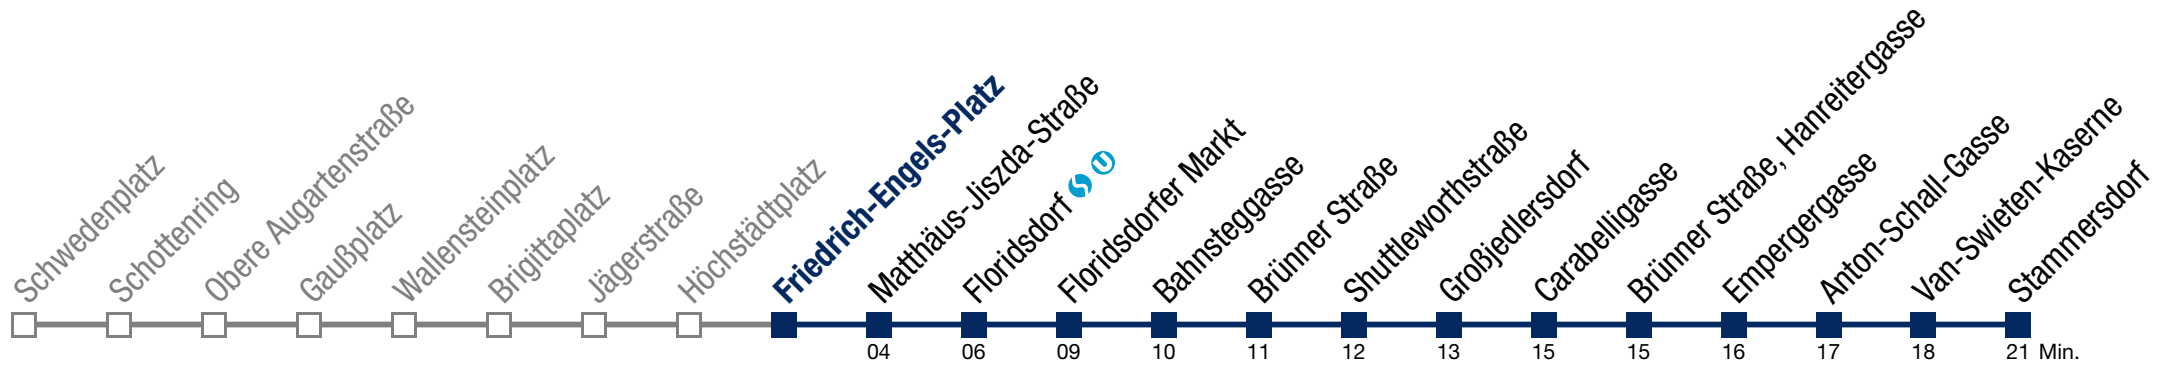 Schwedenplatz
Schottenring
Obere Augartenstraße
Gaußplatz
Wallensteinplatz
Brigittaplatz
Jägerstraße
Höchstädtplatz
Friedrich-Engels-Platz
Matthäus-Jiszda-Straße
Floridsdorf S U
Floridsdorfer Markt
Bahnsteggasse
Brünner Straße
Shuttleworthstraße
Großjedlersdorf
Carabelligasse
Brünner Straße, Hanreitergasse
Empergergasse
Anton-Schall-Gasse
Van-Swieten-Kaserne
Stammersdorf
04 06 09 10 11 12 13 15 15 16 17 18 21 Min.